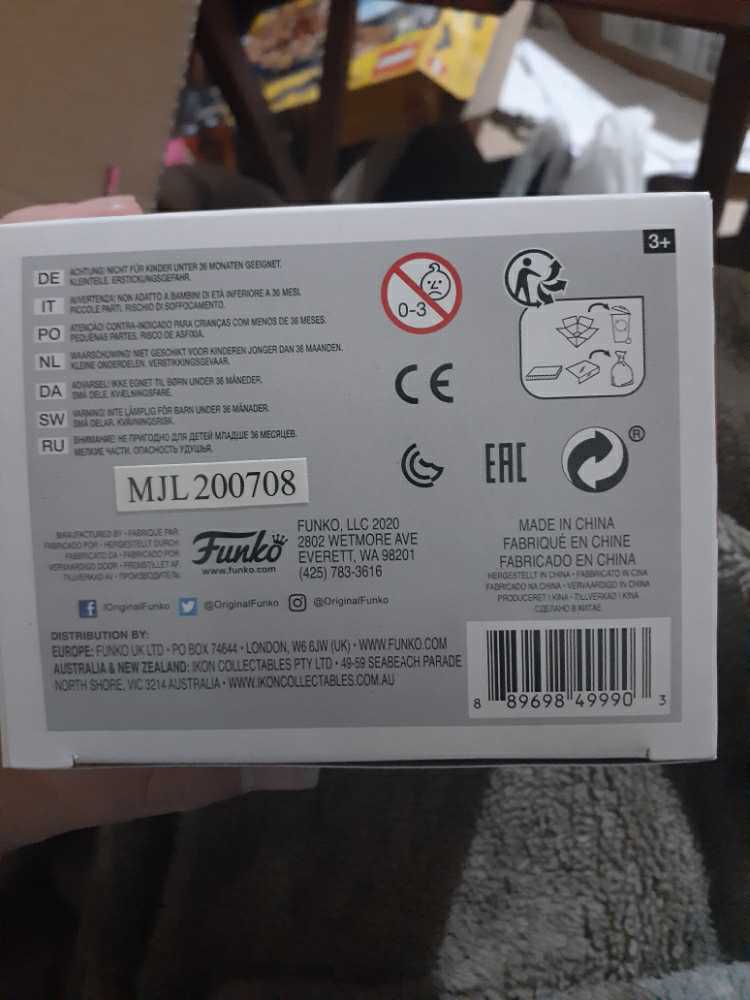 3+
DE ACHTUNG! NICHT FÜR KINDER UNTER 36 MONATEN GEEIGNET.
KLEINTEILE. ERSTICKUNGSGEFAHR.
0-3
IT AVVERTENZA: NON ADATTO A BAMBINI DI ETÀ INFERIORE A 36 MESI.
PICCOLE PARTI. RISCHIO DI SOFFOCAMENTO.
PO ATENCÃO: CONTRA-INDICADO PARA CRIANÇAS COM MENOS DE 36 MESES.
PEQUENAS PARTES. RISCO DE ASFIXIA.
NL WAARSCHUWING! NIET GESCHIKT VOOR KINDEREN JONGER DAN 36 MAANDEN.
KLEINE ONDERDELEN. VERSTIKKINGSGEVAAR.
DA ADVARSEL! IKKE EGNET TIL BØRN UNDER 36 MÅNEDER.
SMÅ DELE. KVÆLNINGSFARE.
CE
SW VARNING! INTE LÄMPLIG FÖR BARN UNDER 36 MÅNADER.
SMÅ DELAR. KVÄVNINGSRISK.
RU ВНИМАНИЕ: НЕ ПРИГОДНО ДЛЯ ДЕТЕЙ МЛАДШЕ 36 МЕСЯЦЕВ.
МЕЛКИЕ ЧАСТИ. ОПАСНОСТЬ УДУШЬЯ.
EAC ®
MJL 200708
MANUFACTURED BY • FABRIQUÉ PAR
FABRICADO POR • HERGESTELLT DURCH
FABBRICATO DA • FABRICADO POR
VERVAARDIGD DOOR • FREMSTILLET AF
TILLVERKAD AV • ПРОИЗВОДИТЕЛЬ
Funko
www.funko.com
FUNKO, LLC 2020
2802 WETMORE AVE
EVERETT, WA 98201
(425) 783-3616
MADE IN CHINA
FABRIQUÉ EN CHINE
FABRICADO EN CHINA
HERGESTELLT IN CHINA • FABBRICATO IN CINA
FABRICADO NA CHINA • VERVAARDIGD IN CHINA
PRODUCERET I KINA • TILLVERKAD I KINA
СДЕЛАНО В КИТАЕ
/OriginalFunko @OriginalFunko @OriginalFunko
DISTRIBUTION BY:
EUROPE: FUNKO UK LTD • PO BOX 74644 • LONDON, W6 6JW (UK) • WWW.FUNKO.COM
AUSTRALIA & NEW ZEALAND: IKON COLLECTABLES PTY LTD • 49-59 SEABEACH PARADE
NORTH SHORE, VIC 3214 AUSTRALIA • WWW.IKONCOLLECTABLES.COM.AU
8 89698 49990 3